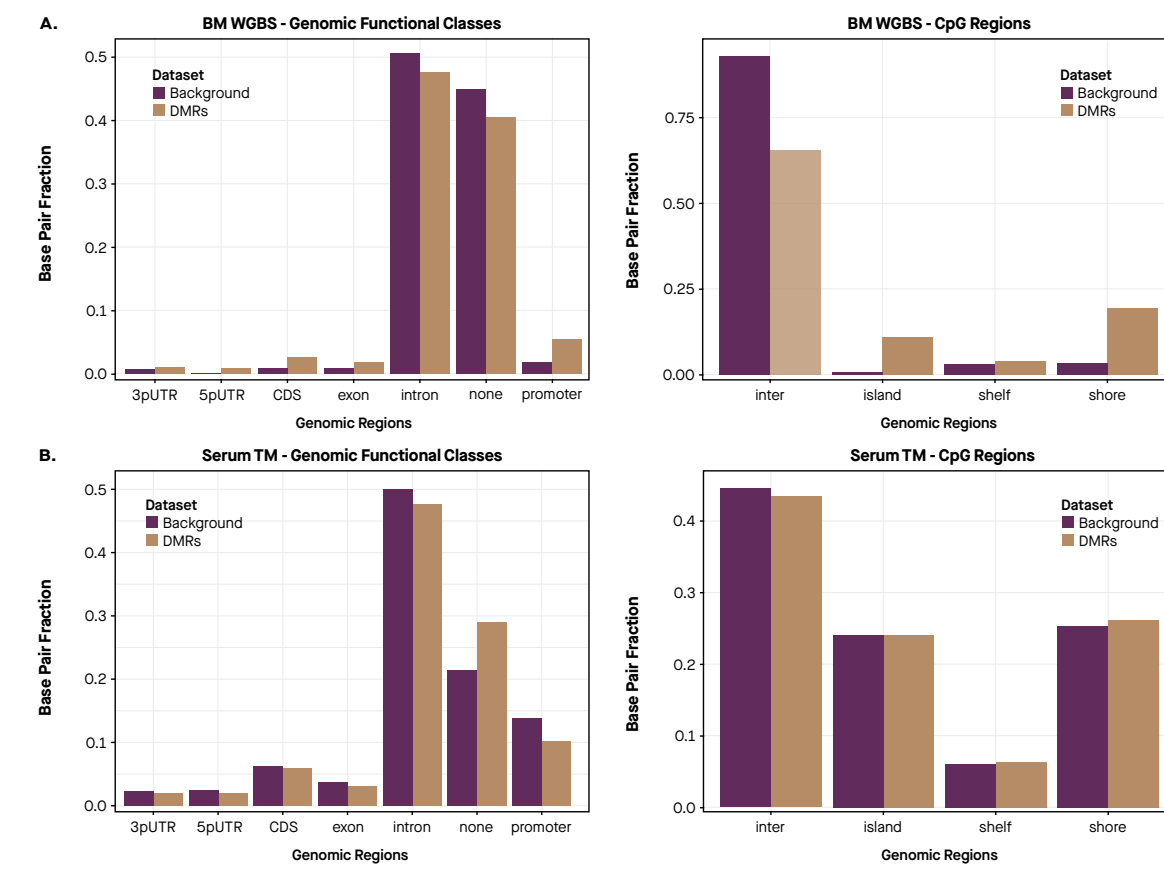 A.
BM WGBS - Genomic Functional Classes
Dataset
Background
DMRs
Base Pair Fraction
0.5
0.4
0.3
0.2
0.1
0.0
3pUTR 5pUTR CDS exon intron none promoter
Genomic Regions
BM WGBS - CpG Regions
Dataset
Background
DMRs
Base Pair Fraction
0.75
0.50
0.25
0.00
inter island shelf shore
Genomic Regions
B.
Serum TM - Genomic Functional Classes
Dataset
Background
DMRs
Base Pair Fraction
0.5
0.4
0.3
0.2
0.1
0.0
3pUTR 5pUTR CDS exon intron none promoter
Genomic Regions
Serum TM - CpG Regions
Dataset
Background
DMRs
Base Pair Fraction
0.4
0.3
0.2
0.1
0.0
inter island shelf shore
Genomic Regions